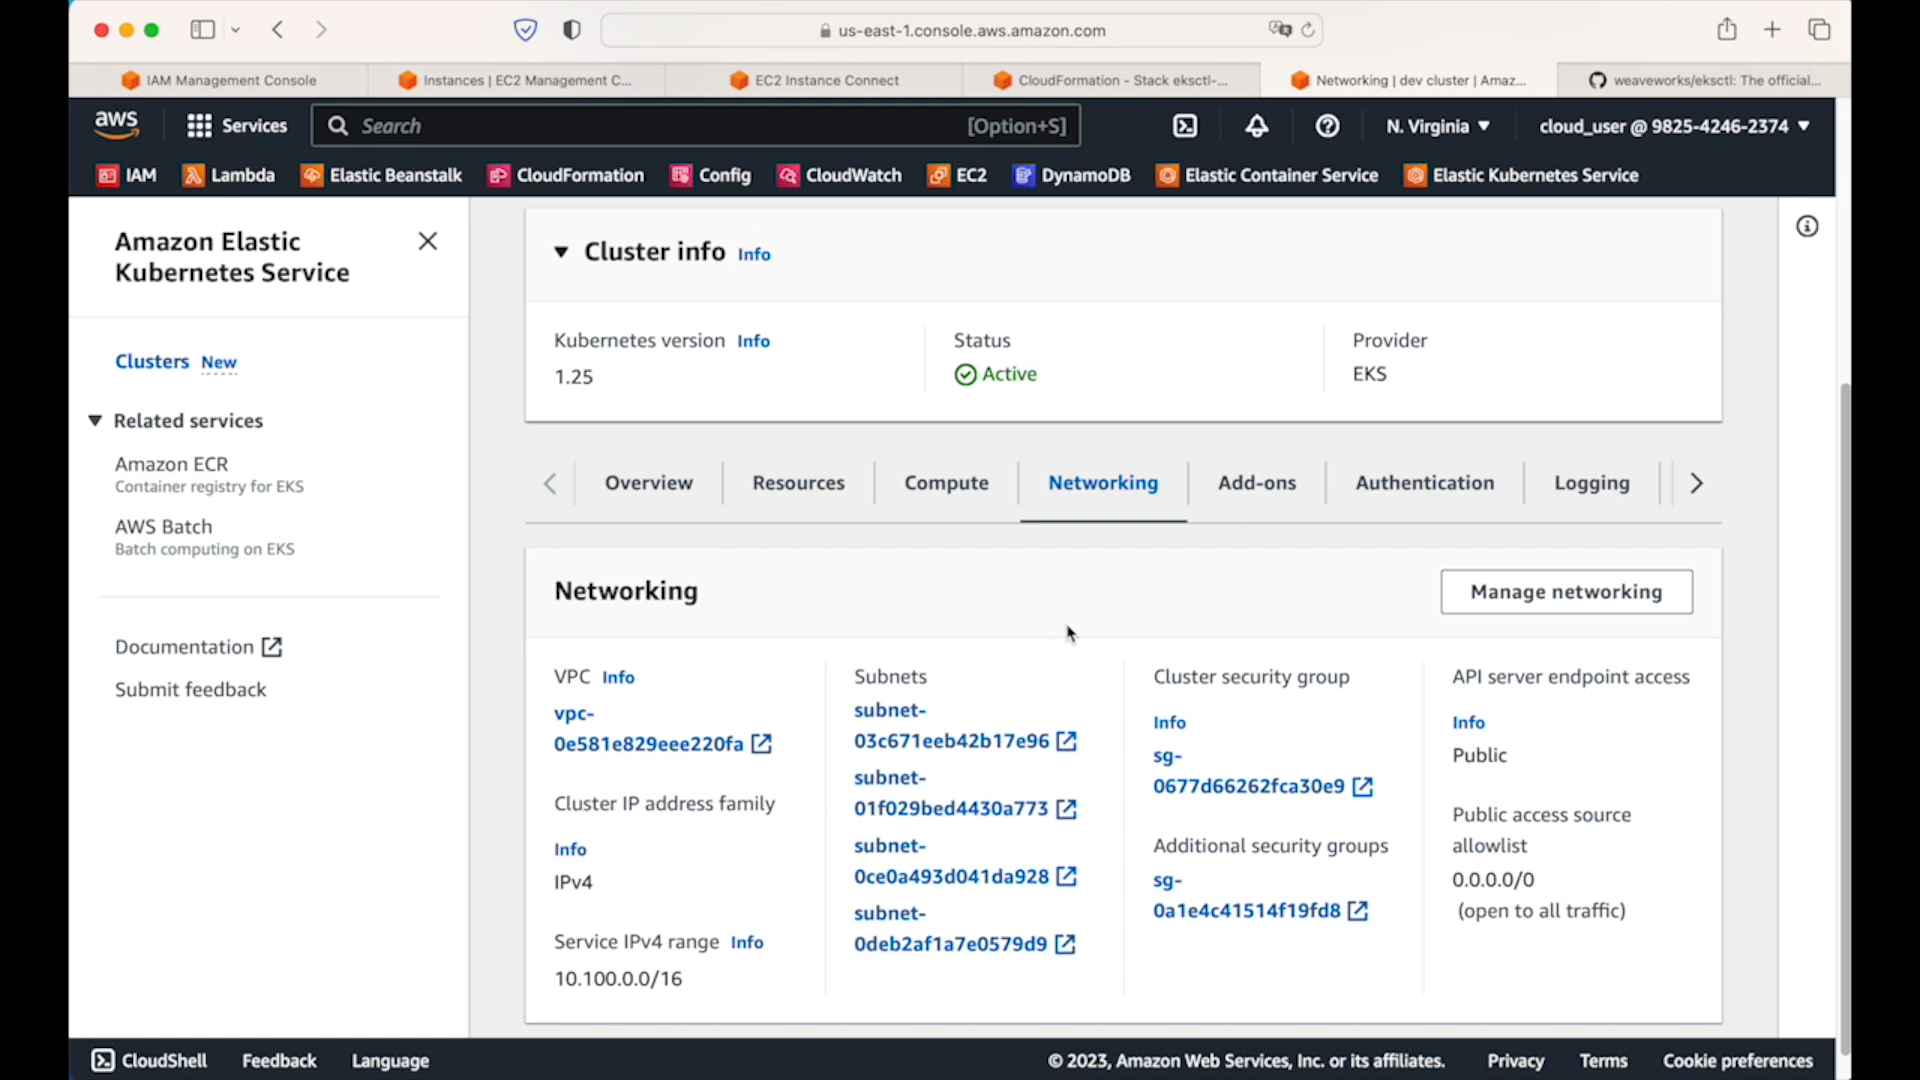 us-east-1.console.aws.amazon.com
IAM Management Console
Instances | EC2 Management C...
EC2 Instance Connect
CloudFormation - Stack eksctl-...
Networking | dev cluster | Amaz...
weaveworks/eksctl: The official...
aws
Services
Search
[Option+S]
N. Virginia
cloud_user @ 9825-4246-2374
IAM
Lambda
Elastic Beanstalk
CloudFormation
Config
CloudWatch
EC2
DynamoDB
Elastic Container Service
Elastic Kubernetes Service
Amazon Elastic
Kubernetes Service
Clusters New
Related services
Amazon ECR
Container registry for EKS
AWS Batch
Batch computing on EKS
Documentation
Submit feedback
Cluster info Info
Kubernetes version Info
1.25
Status
Active
Provider
EKS
Overview
Resources
Compute
Networking
Add-ons
Authentication
Logging
Networking
Manage networking
VPC Info
vpc-
0e581e829eee220fa
Cluster IP address family
Info
IPv4
Service IPv4 range Info
10.100.0.0/16
Subnets
subnet-
03c671eeb42b17e96
subnet-
01f029bed4430a773
subnet-
0ce0a493d041da928
subnet-
0deb2af1a7e0579d9
Cluster security group
Info
sg-
0677d66262fca30e9
Additional security groups
sg-
0a1e4c41514f19fd8
API server endpoint access
Info
Public
Public access source
allowlist
0.0.0.0/0
(open to all traffic)
CloudShell
Feedback
Language
© 2023, Amazon Web Services, Inc. or its affiliates.
Privacy
Terms
Cookie preferences